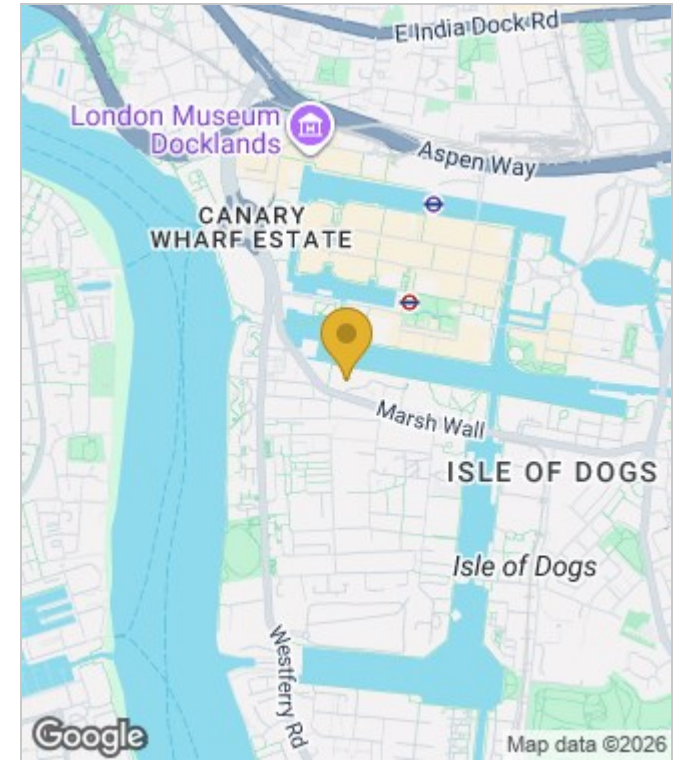 E India Dock Rd
London Museum
Docklands
Aspen Way
CANARY
WHARF ESTATE
Marsh Wall
ISLE OF DOGS
Isle of Dogs
Westferry Rd
Google
Map data ©2026